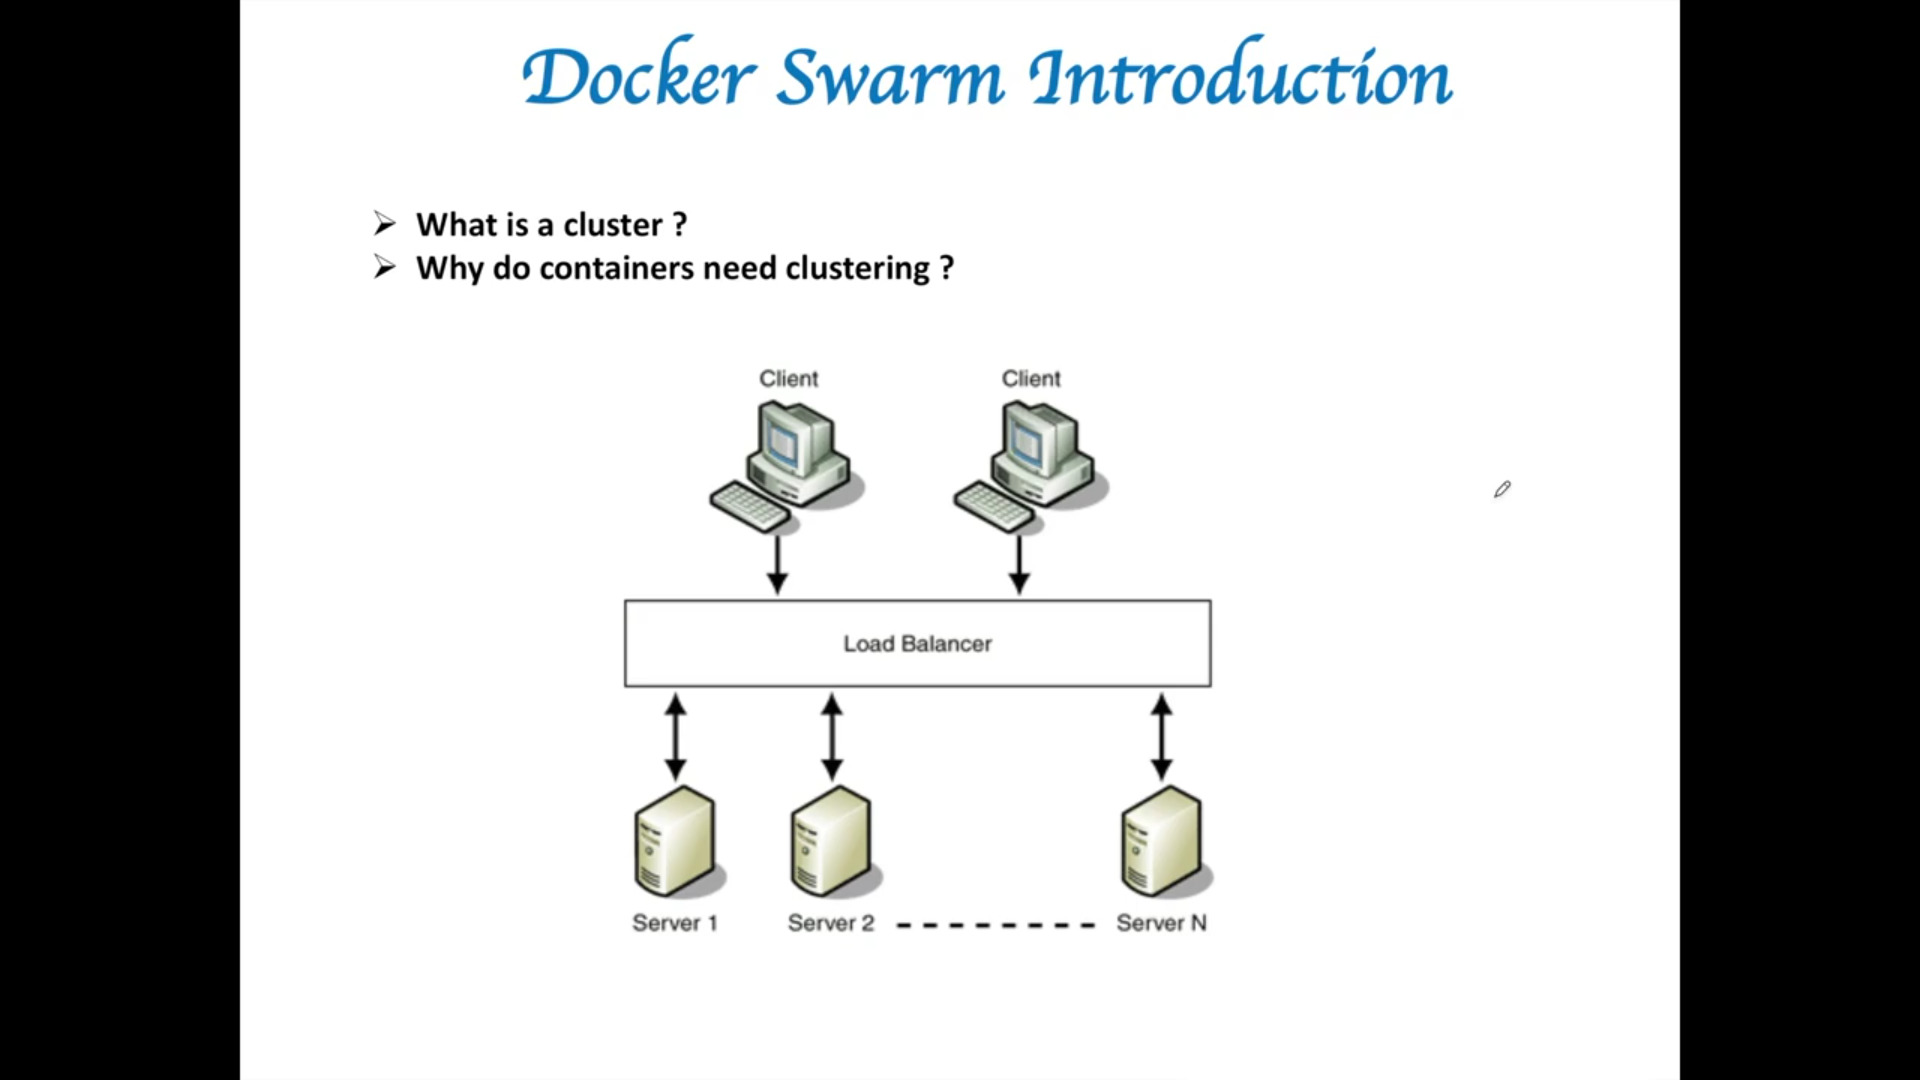 Docker Swarm Introduction
What is a cluster ?
Why do containers need clustering ?
Client Client
Load Balancer
Server 1 Server 2 Server N